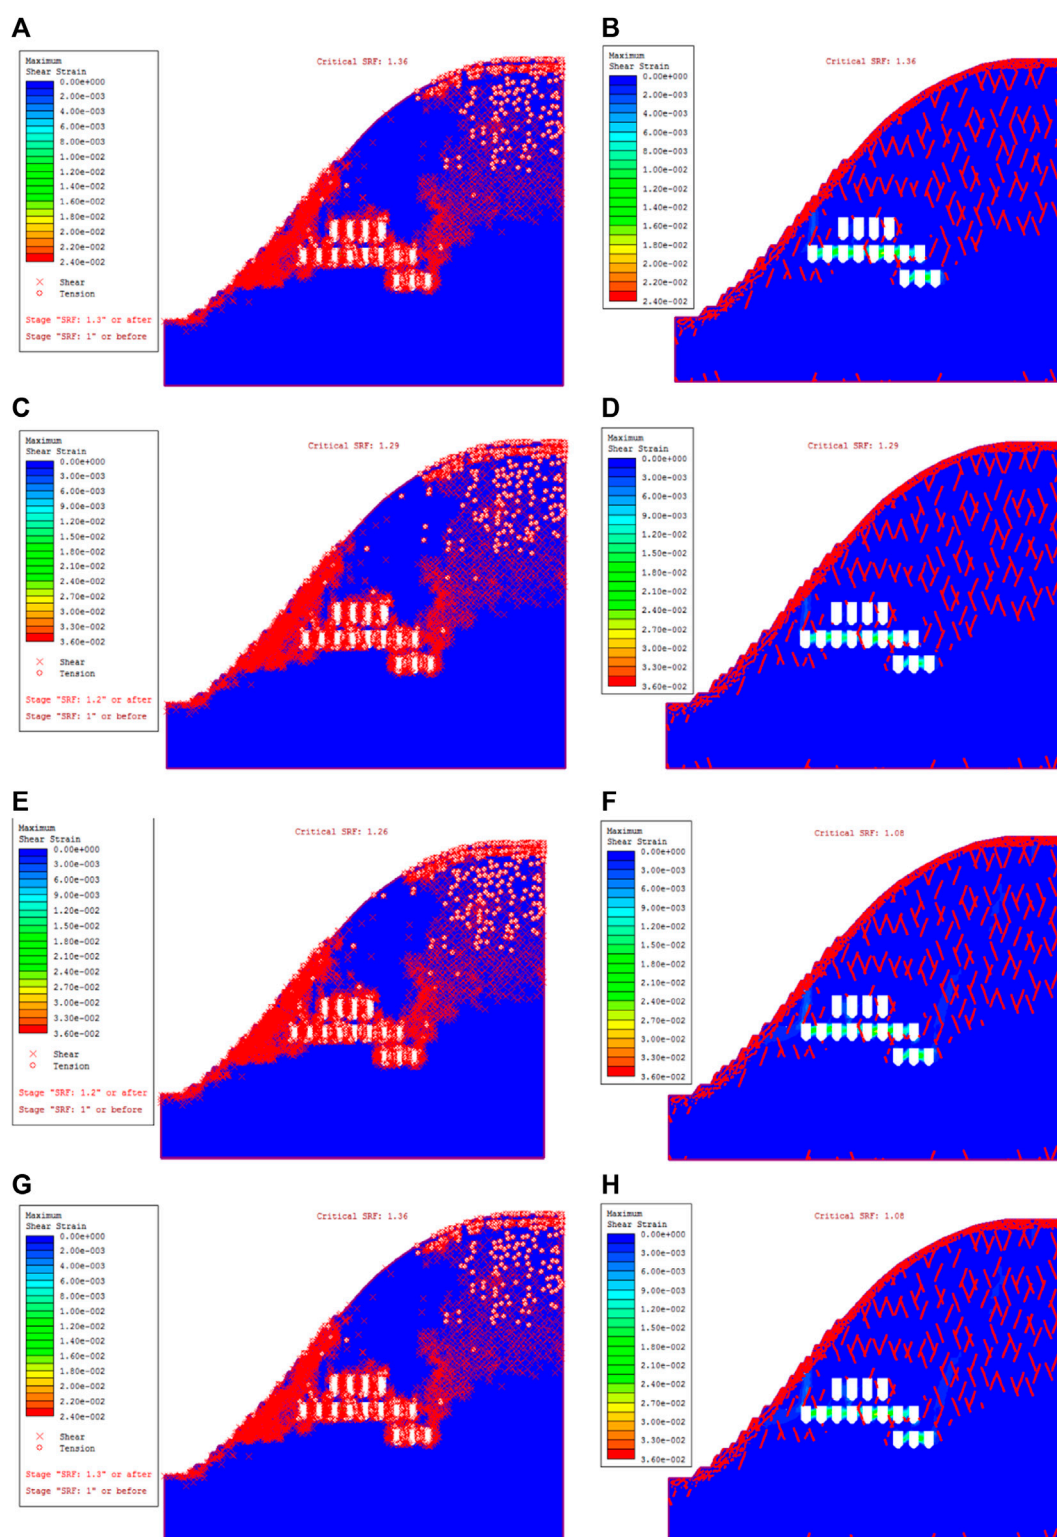 A
Critical SRF: 1.36
Maximum
Shear Strain
0.00e+000
2.00e-003
4.00e-003
6.00e-003
8.00e-003
1.00e-002
1.20e-002
1.40e-002
1.60e-002
1.80e-002
2.00e-002
2.20e-002
2.40e-002
Shear
Tension
Stage "SRF: 1.3" or after
Stage "SRF: 1" or before
B
Critical SRF: 1.36
Maximum
Shear Strain
0.00e+000
2.00e-003
4.00e-003
6.00e-003
8.00e-003
1.00e-002
1.20e-002
1.40e-002
1.60e-002
1.80e-002
2.00e-002
2.20e-002
2.40e-002
C
Critical SRF: 1.29
Maximum
Shear Strain
0.00e+000
3.00e-003
6.00e-003
9.00e-003
1.20e-002
1.50e-002
1.80e-002
2.10e-002
2.40e-002
2.70e-002
3.00e-002
3.30e-002
3.60e-002
Shear
Tension
Stage "SRF: 1.2" or after
Stage "SRF: 1" or before
D
Critical SRF: 1.29
Maximum
Shear Strain
0.00e+000
3.00e-003
6.00e-003
9.00e-003
1.20e-002
1.50e-002
1.80e-002
2.10e-002
2.40e-002
2.70e-002
3.00e-002
3.30e-002
3.60e-002
E
Critical SRF: 1.26
Maximum
Shear Strain
0.00e+000
3.00e-003
6.00e-003
9.00e-003
1.20e-002
1.50e-002
1.80e-002
2.10e-002
2.40e-002
2.70e-002
3.00e-002
3.30e-002
3.60e-002
Shear
Tension
Stage "SRF: 1.2" or after
Stage "SRF: 1" or before
F
Critical SRF: 1.08
Maximum
Shear Strain
0.00e+000
3.00e-003
6.00e-003
9.00e-003
1.20e-002
1.50e-002
1.80e-002
2.10e-002
2.40e-002
2.70e-002
3.00e-002
3.30e-002
3.60e-002
G
Critical SRF: 1.36
Maximum
Shear Strain
0.00e+000
2.00e-003
4.00e-003
6.00e-003
8.00e-003
1.00e-002
1.20e-002
1.40e-002
1.60e-002
1.80e-002
2.00e-002
2.20e-002
2.40e-002
Shear
Tension
Stage "SRF: 1.3" or after
Stage "SRF: 1" or before
H
Critical SRF: 1.08
Maximum
Shear Strain
0.00e+000
3.00e-003
6.00e-003
9.00e-003
1.20e-002
1.50e-002
1.80e-002
2.10e-002
2.40e-002
2.70e-002
3.00e-002
3.30e-002
3.60e-002